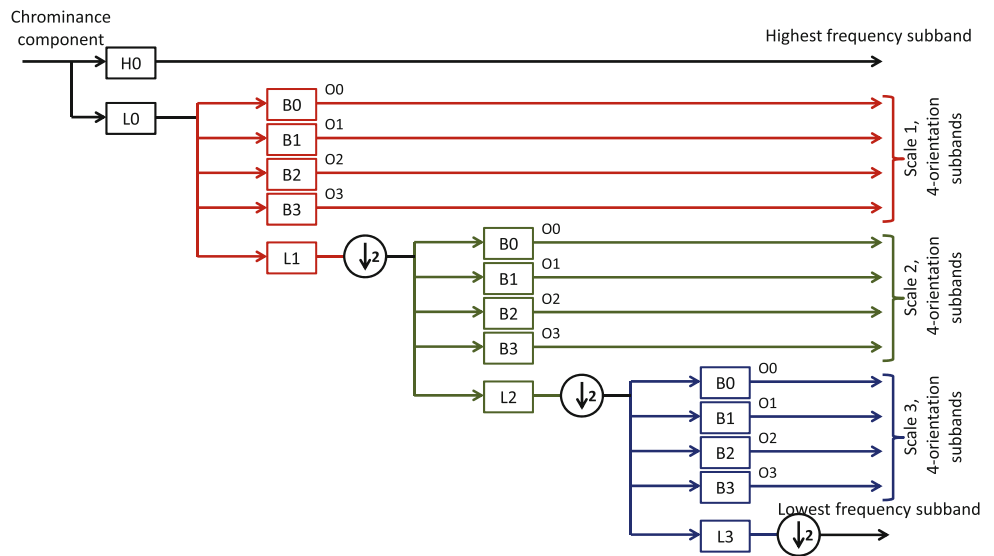 Chrominance
component
Highest frequency subband
H0
L0
B0
O0
B1
O1
B2
O2
B3
O3
L1
↓2
Scale 1,
4-orientation
subbands
B0
O0
B1
O1
B2
O2
B3
O3
L2
↓2
Scale 2,
4-orientation
subbands
B0
O0
B1
O1
B2
O2
B3
O3
Scale 3,
4-orientation
subbands
Lowest frequency subband
L3
↓2